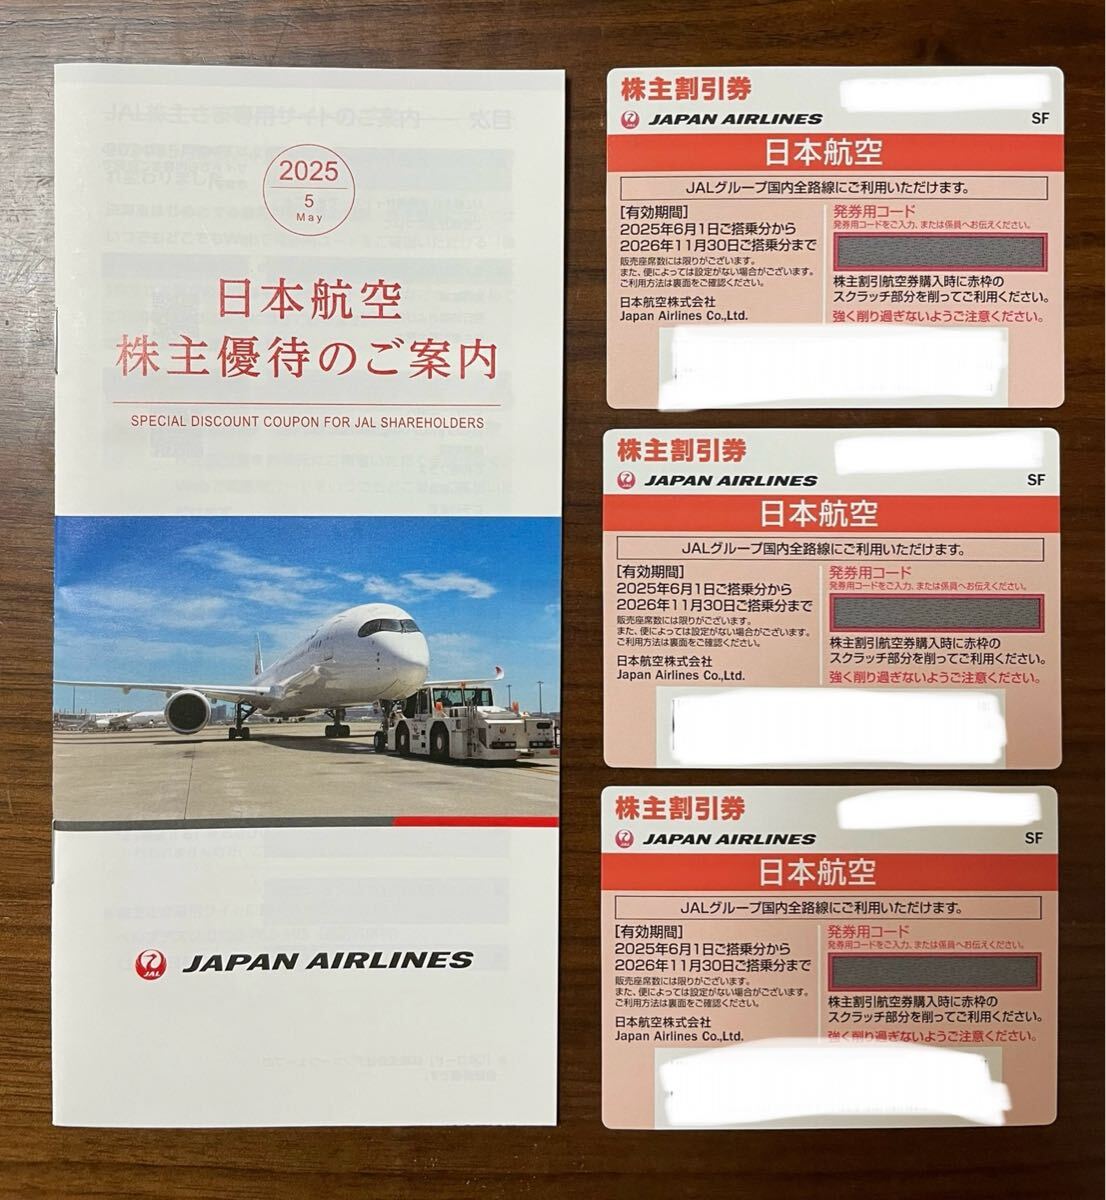 2025
5
May
日本航空
株主優待のご案内
SPECIAL DISCOUNT COUPON FOR JAL SHAREHOLDERS
JAL
JAPAN AIRLINES
株主割引券
JAL
JAPAN AIRLINES
SF
日本航空
JALグループ国内全路線にご利用いただけます。
[有効期間]
2025年6月1日ご搭乗分から
2026年11月30日ご搭乗分まで
販売座席数には限りがございます。
また、便によっては設定がない場合がございます。
ご利用方法は裏面をご確認ください。
日本航空株式会社
Japan Airlines Co.,Ltd.
発券用コード
発券用コードをご入力、または係員へお伝えください。
株主割引航空券購入時に赤枠の
スクラッチ部分を削ってご利用ください。
強く削り過ぎないようご注意ください。
株主割引券
JAL
JAPAN AIRLINES
SF
日本航空
JALグループ国内全路線にご利用いただけます。
[有効期間]
2025年6月1日ご搭乗分から
2026年11月30日ご搭乗分まで
販売座席数には限りがございます。
また、便によっては設定がない場合がございます。
ご利用方法は裏面をご確認ください。
日本航空株式会社
Japan Airlines Co.,Ltd.
発券用コード
発券用コードをご入力、または係員へお伝えください。
株主割引航空券購入時に赤枠の
スクラッチ部分を削ってご利用ください。
強く削り過ぎないようご注意ください。
株主割引券
JAL
JAPAN AIRLINES
SF
日本航空
JALグループ国内全路線にご利用いただけます。
[有効期間]
2025年6月1日ご搭乗分から
2026年11月30日ご搭乗分まで
販売座席数には限りがございます。
また、便によっては設定がない場合がございます。
ご利用方法は裏面をご確認ください。
日本航空株式会社
Japan Airlines Co.,Ltd.
発券用コード
発券用コードをご入力、または係員へお伝えください。
株主割引航空券購入時に赤枠の
スクラッチ部分を削ってご利用ください。
強く削り過ぎないようご注意ください。